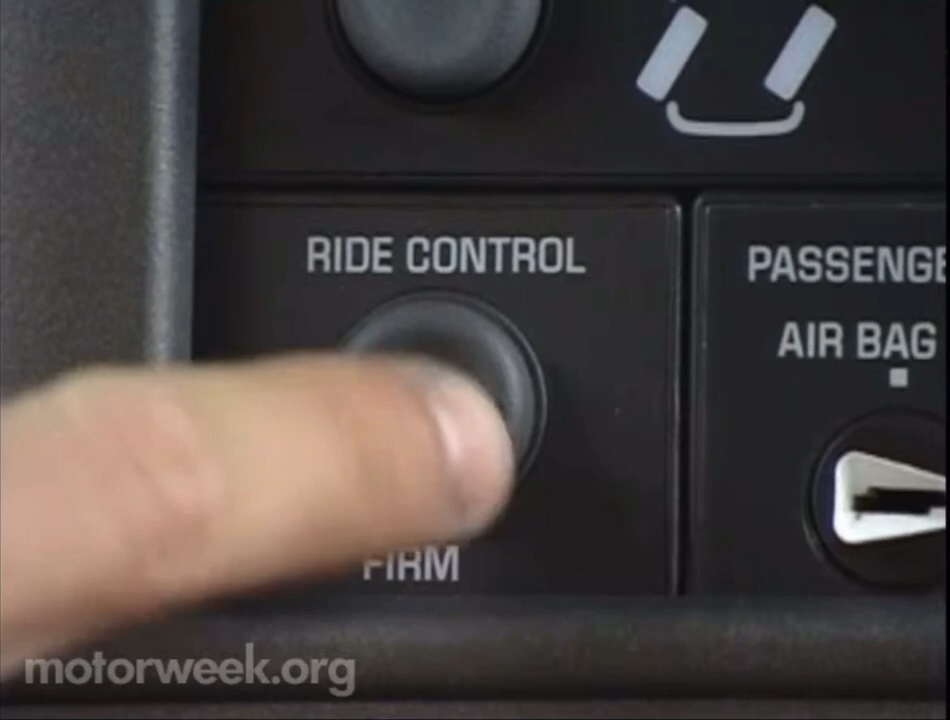 RIDE CONTROL
PASSENGE
AIR BAG
FIRM
motorweek.org